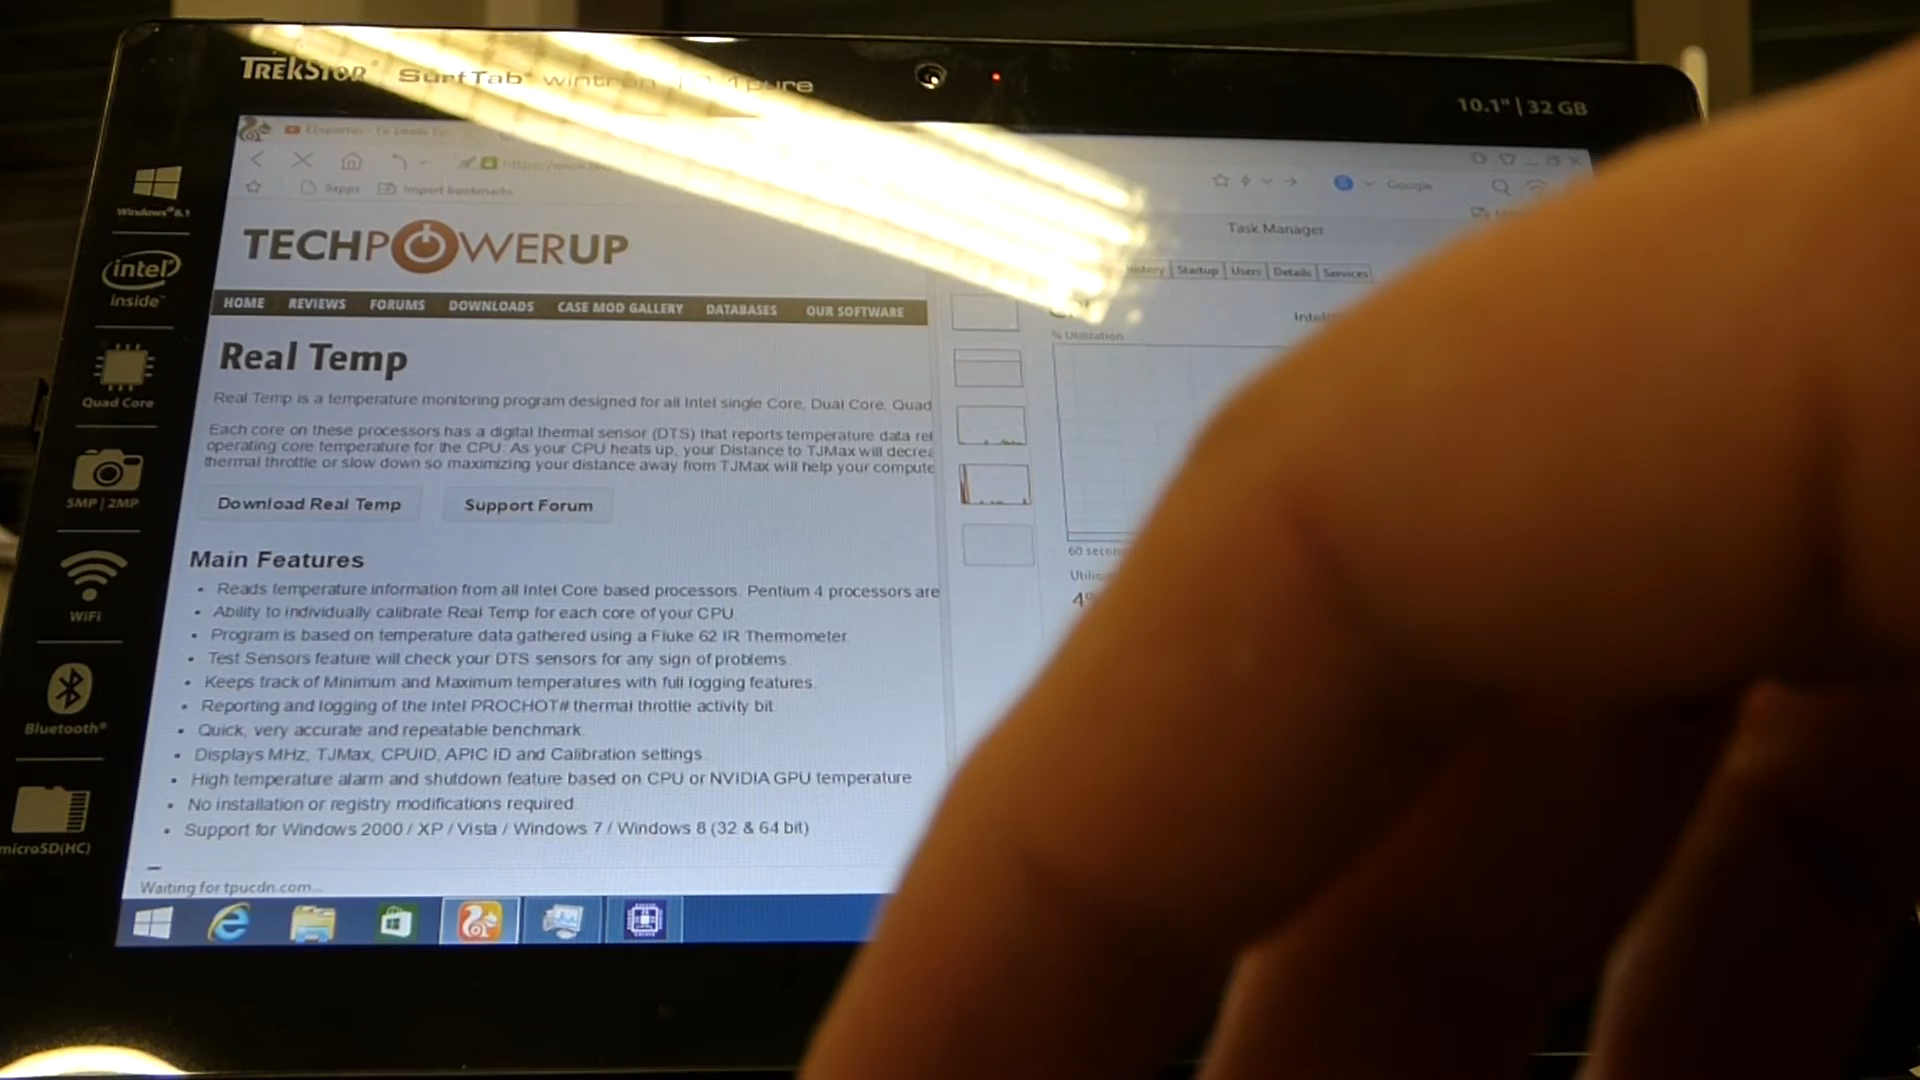 TREKSTOR® SurfTab® wintron 1pure
10.1" | 32 GB
Windows®8.1
intel
inside™
Quad Core
5MP | 2MP
WiFi
Bluetooth®
microSD(HC)
9apps
Import bookmarks
Google
TECHPOWERUP
HOME REVIEWS FORUMS DOWNLOADS CASE MOD GALLERY DATABASES OUR SOFTWARE
Real Temp
Real Temp is a temperature monitoring program designed for all Intel single Core, Dual Core, Quad
Each core on these processors has a digital thermal sensor (DTS) that reports temperature data rel
operating core temperature for the CPU. As your CPU heats up, your Distance to TJMax will decrea
thermal throttle or slow down so maximizing your distance away from TJMax will help your compute
Download Real Temp
Support Forum
Main Features
• Reads temperature information from all Intel Core based processors. Pentium 4 processors are
• Ability to individually calibrate Real Temp for each core of your CPU
• Program is based on temperature data gathered using a Fluke 62 IR Thermometer
• Test Sensors feature will check your DTS sensors for any sign of problems
• Keeps track of Minimum and Maximum temperatures with full logging features
• Reporting and logging of the Intel PROCHOT# thermal throttle activity bit
• Quick, very accurate and repeatable benchmark
• Displays MHz, TJMax, CPUID, APIC ID and Calibration settings
• High temperature alarm and shutdown feature based on CPU or NVIDIA GPU temperature
• No installation or registry modifications required
• Support for Windows 2000 / XP / Vista / Windows 7 / Windows 8 (32 & 64 bit)
Waiting for tpucdn.com...
Task Manager
history Startup Users Details Services
% Utilization